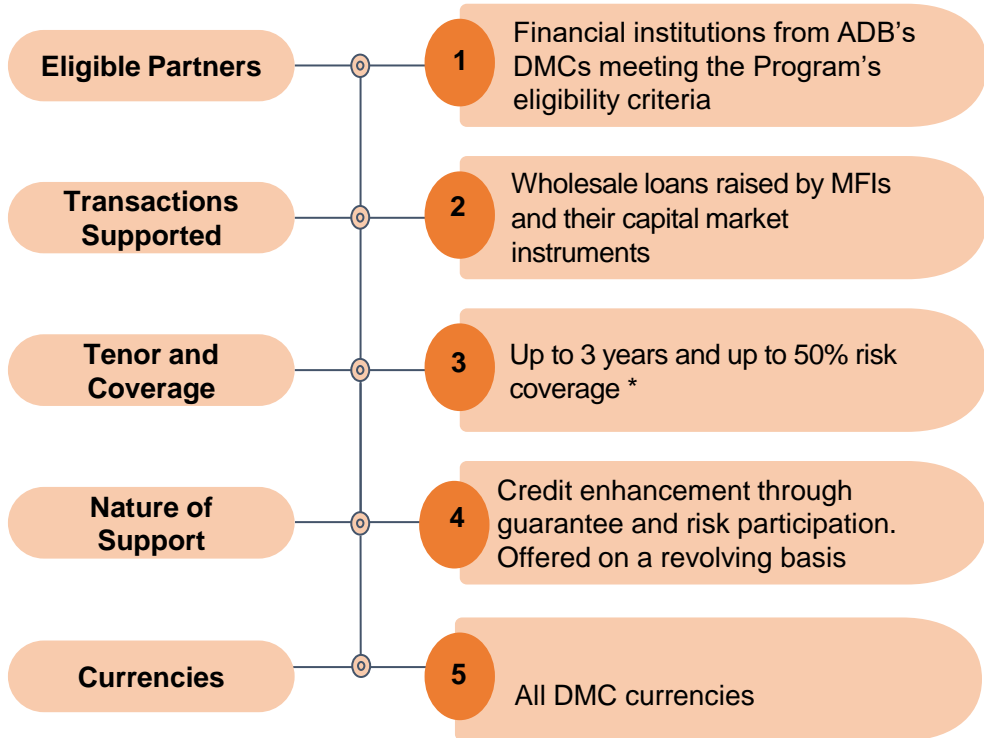 Eligible Partners
1
Financial institutions from ADB's
DMCs meeting the Program's
eligibility criteria
Transactions
Supported
2
Wholesale loans raised by MFIs
and their capital market
instruments
Tenor and
Coverage
3
Up to 3 years and up to 50% risk
coverage *
Nature of
Support
4
Credit enhancement through
guarantee and risk participation.
Offered on a revolving basis
Currencies
5
All DMC currencies